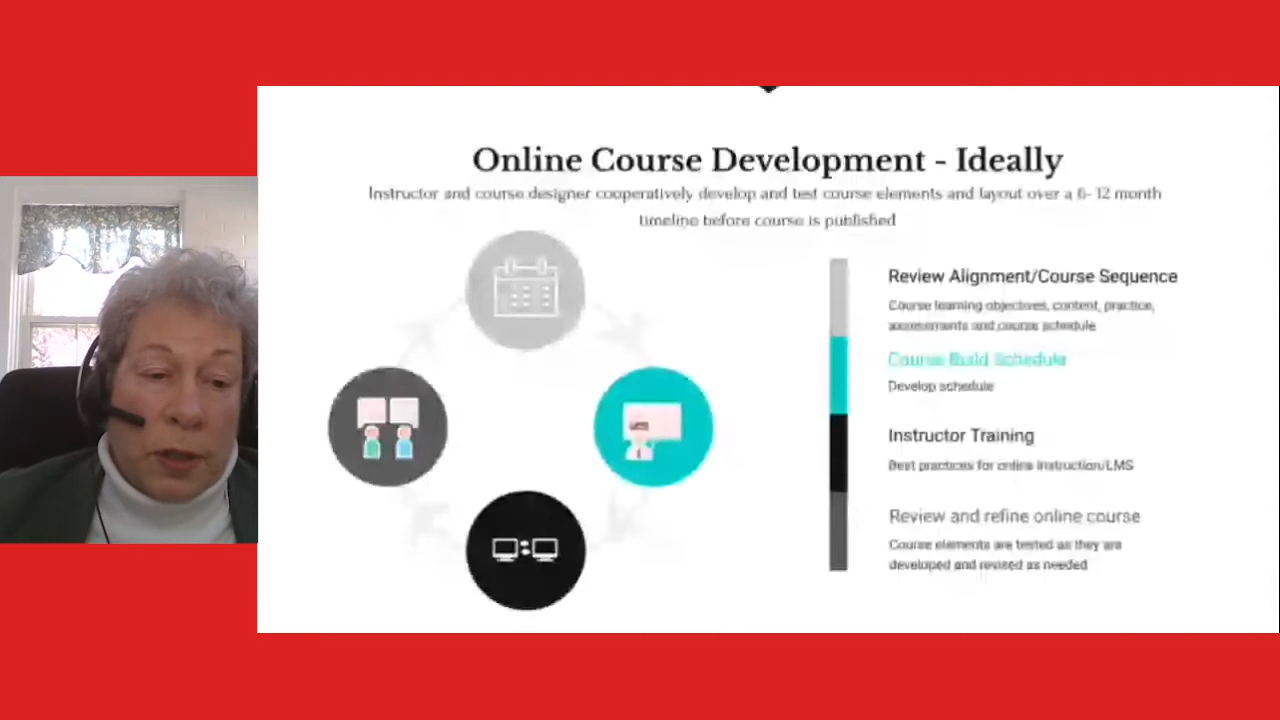 Online Course Development - Ideally
Instructor and course designer cooperatively develop and test course elements and layout over a 6- 12 month
timeline before course is published
Review Alignment/Course Sequence
Course learning objectives, content, practice,
assessments and course schedule
Course Build Schedule
Develop schedule
Instructor Training
Best practices for online instruction/LMS
Review and refine online course
Course elements are tested as they are
developed and revised as needed